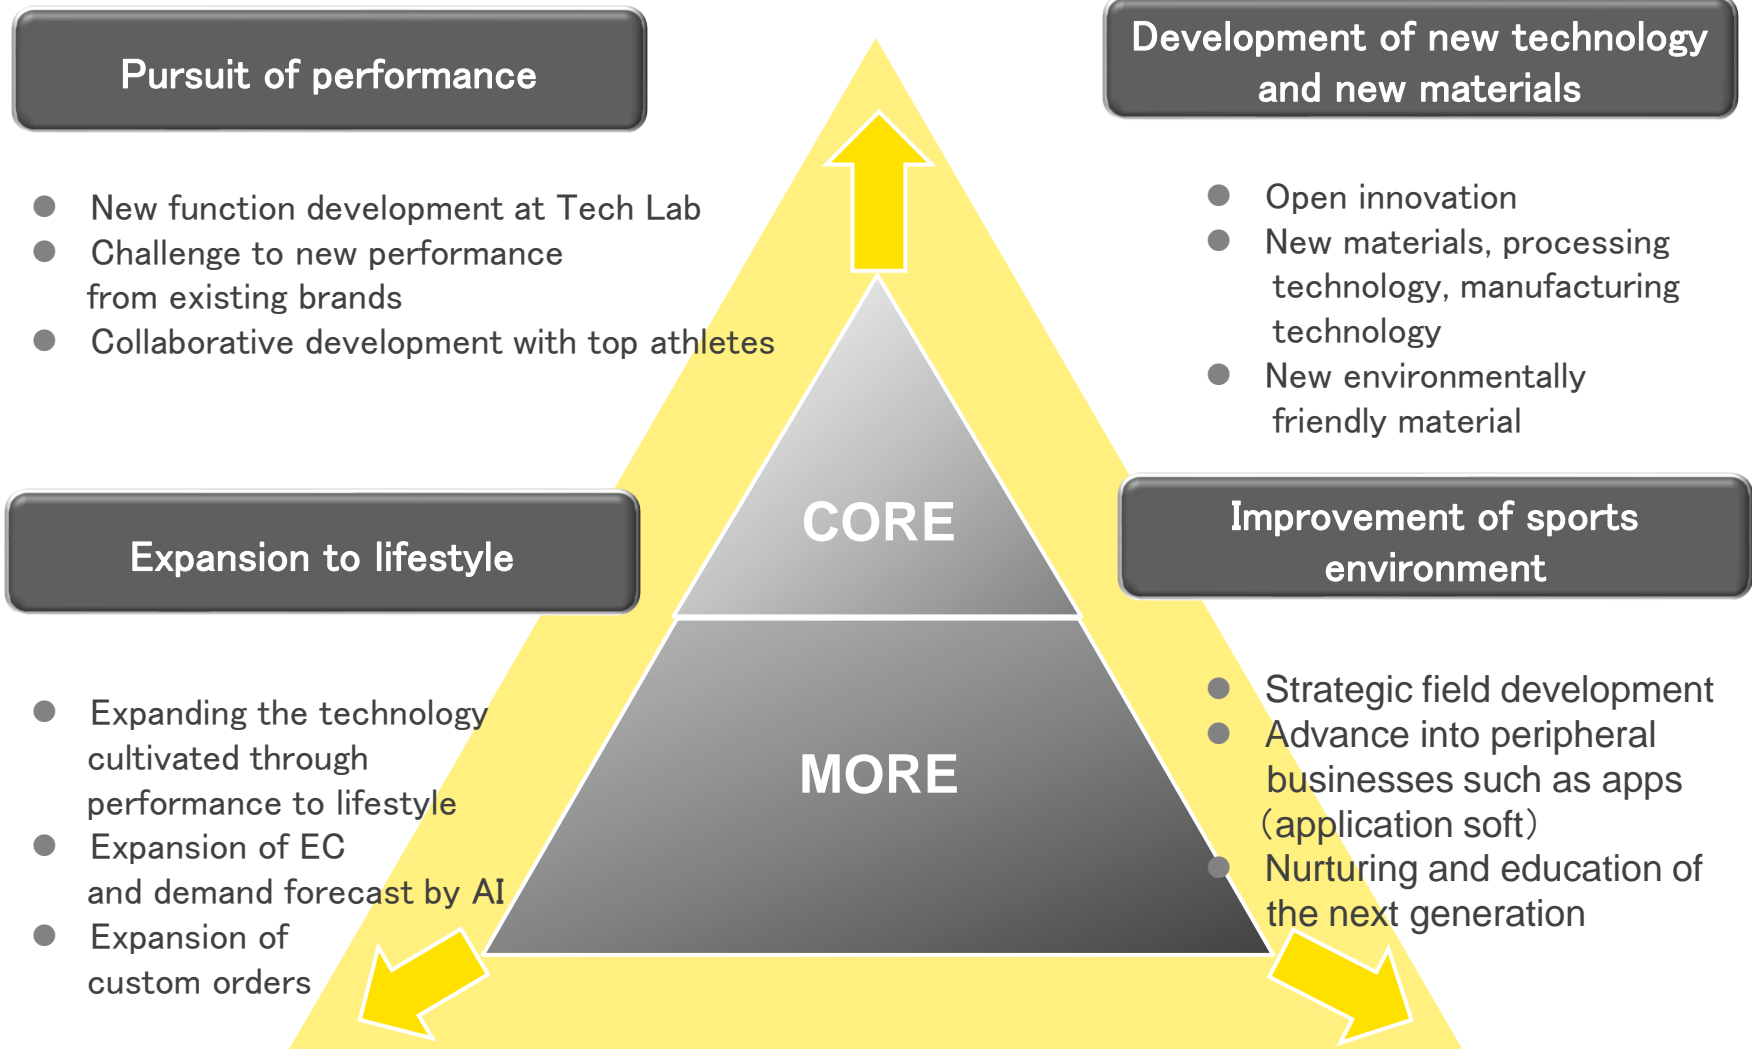 Pursuit of performance
● New function development at Tech Lab
● Challenge to new performance
from existing brands
● Collaborative development with top athletes
Development of new technology
and new materials
● Open innovation
● New materials, processing
technology, manufacturing
technology
● New environmentally
friendly material
CORE
MORE
Expansion to lifestyle
● Expanding the technology
cultivated through
performance to lifestyle
● Expansion of EC
and demand forecast by AI
● Expansion of
custom orders
Improvement of sports
environment
● Strategic field development
● Advance into peripheral
businesses such as apps
（application soft）
● Nurturing and education of
the next generation